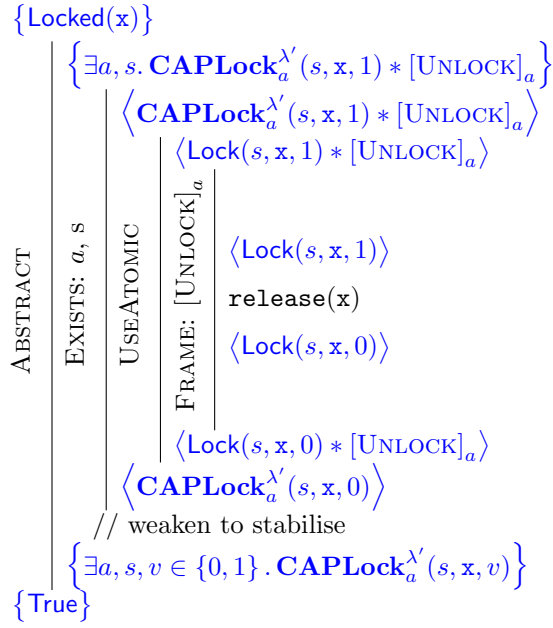 {Locked(x)}
{∃a, s. CAPLock_a^λ′(s, x, 1) ∗ [UNLOCK]_a}
⟨CAPLock_a^λ′(s, x, 1) ∗ [UNLOCK]_a⟩
⟨Lock(s, x, 1) ∗ [UNLOCK]_a⟩
ABSTRACT
EXISTS: a, s
USEATOMIC
FRAME: [UNLOCK]_a
⟨Lock(s, x, 1)⟩
release(x)
⟨Lock(s, x, 0)⟩
⟨Lock(s, x, 0) ∗ [UNLOCK]_a⟩
⟨CAPLock_a^λ′(s, x, 0)⟩
// weaken to stabilise
{∃a, s, v ∈ {0, 1} . CAPLock_a^λ′(s, x, v)}
{True}